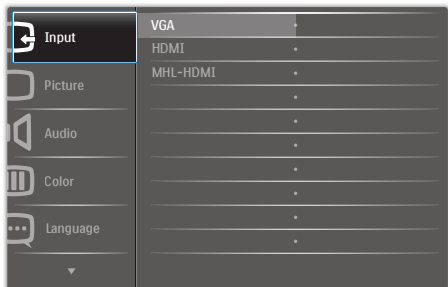 Input
Picture
Audio
Color
Language
VGA
HDMI
MHL-HDMI